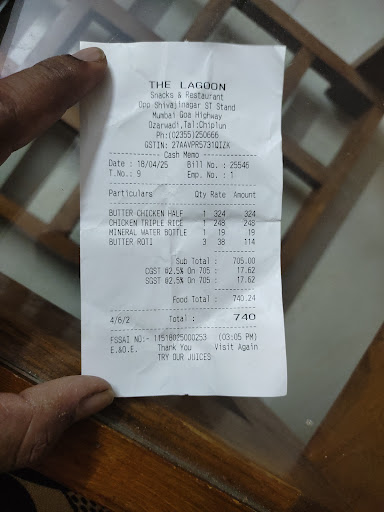 THE LAGOON
Snacks & Restaurant
Opp Shivajinagar ST Stand
Mumbai Goa Highway
Ozarwadi,Tal:Chiplun
Ph:(02355)250666
GSTIN: 27AAVPR5731Q1ZK
Cash Memo
Date : 18/04/25 Bill No. : 25546
T.No.: 9 Emp. No. : 1
Particulars Qty Rate Amount
BUTTER CHICKEN HALF 1 324 324
CHICKEN TRIPLE RICE 1 248 248
MINERAL WATER BOTTLE 1 19 19
BUTTER ROTI 3 38 114
Sub Total : 705.00
CGST @2.5% On 705 : 17.62
SGST @2.5% On 705 : 17.62
Food Total : 740.24
4/6/2 Total : 740
FSSAI NO:- 11518025000253 (03:05 PM)
E.&O.E. Thank You Visit Again
TRY OUR JUICES